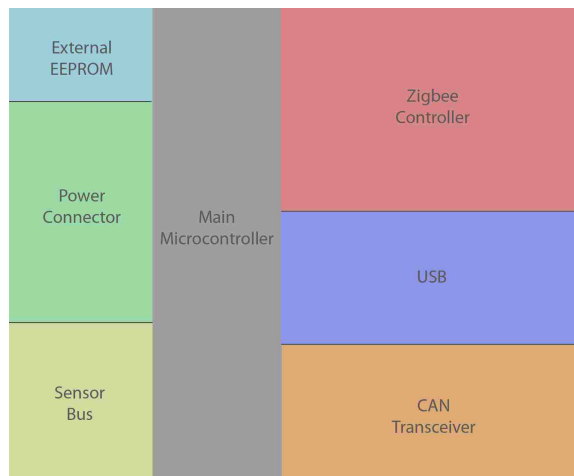 External
EEPROM
Power
Connector
Sensor
Bus
Main
Microcontroller
Zigbee
Controller
USB
CAN
Transceiver